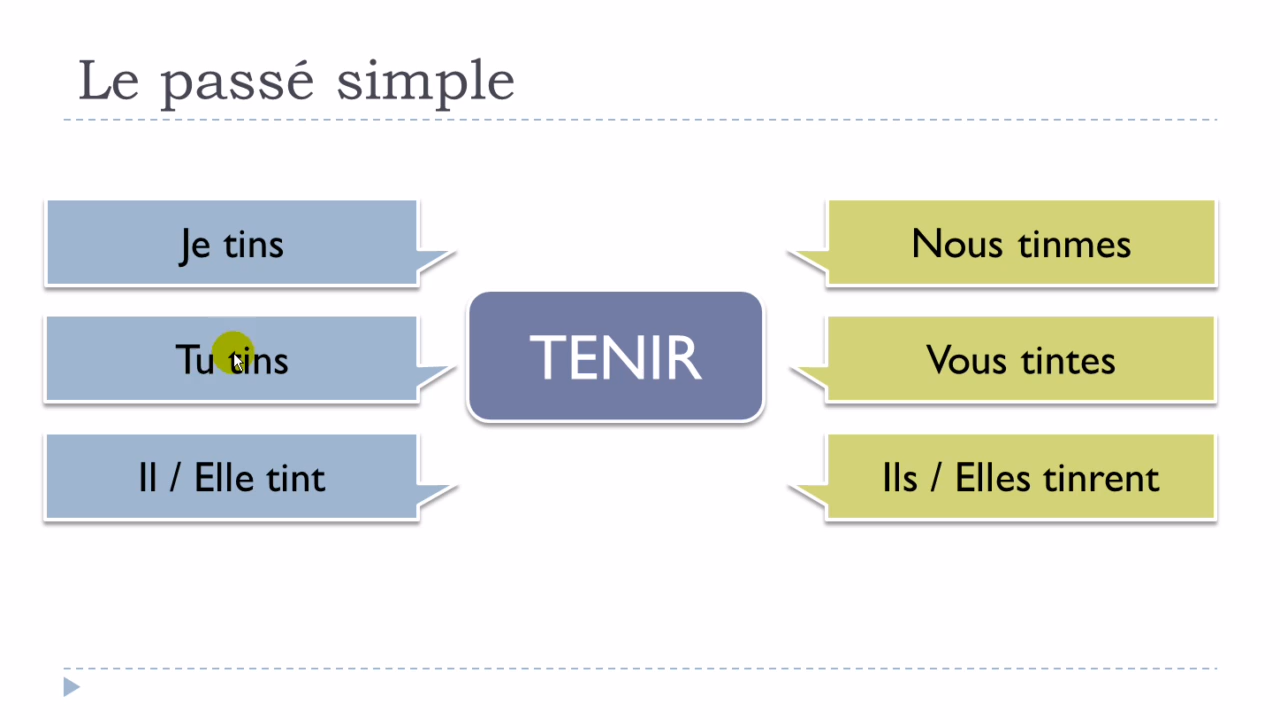 Le passé simple
Je tins
Tu tins
Il / Elle tint
TENIR
Nous tinmes
Vous tintes
Ils / Elles tinrent